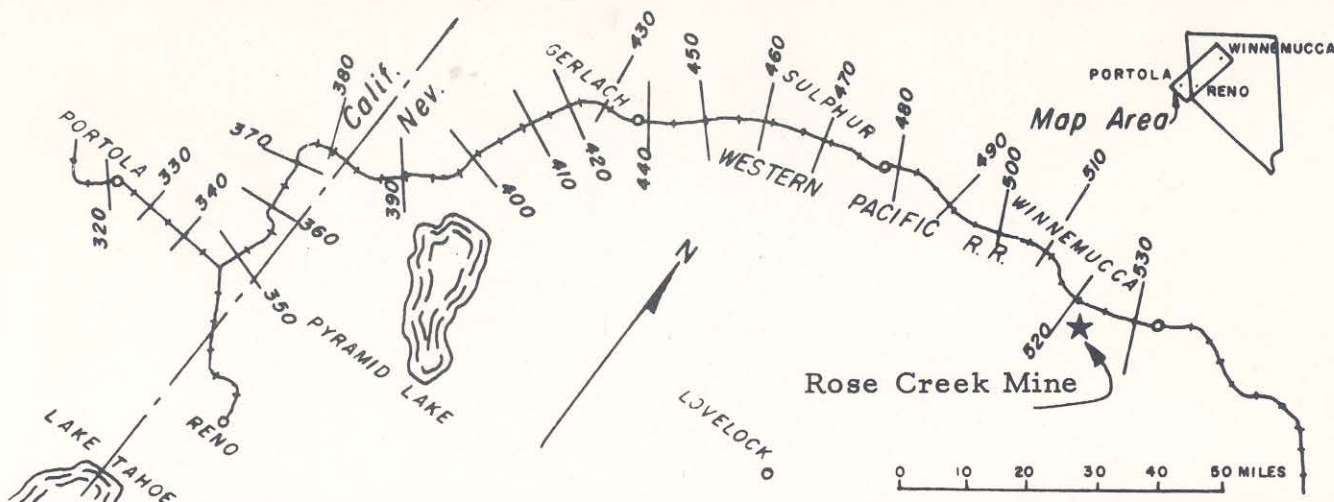 PORTOLA
320
330
340
350
360
370
380
Calif.
Nev.
390
400
410
420
GERLACH
430
440
450
460
SULPHUR
470
480
490
500
510
WINNEMUCCA
520
530
WESTERN PACIFIC R.R.
WINNEMUCCA
PORTOLA
RENO
Map Area
PYRAMID LAKE
N
RENO
LAKE TAHOE
LOVELOCK
Rose Creek Mine
0 10 20 30 40 50 MILES